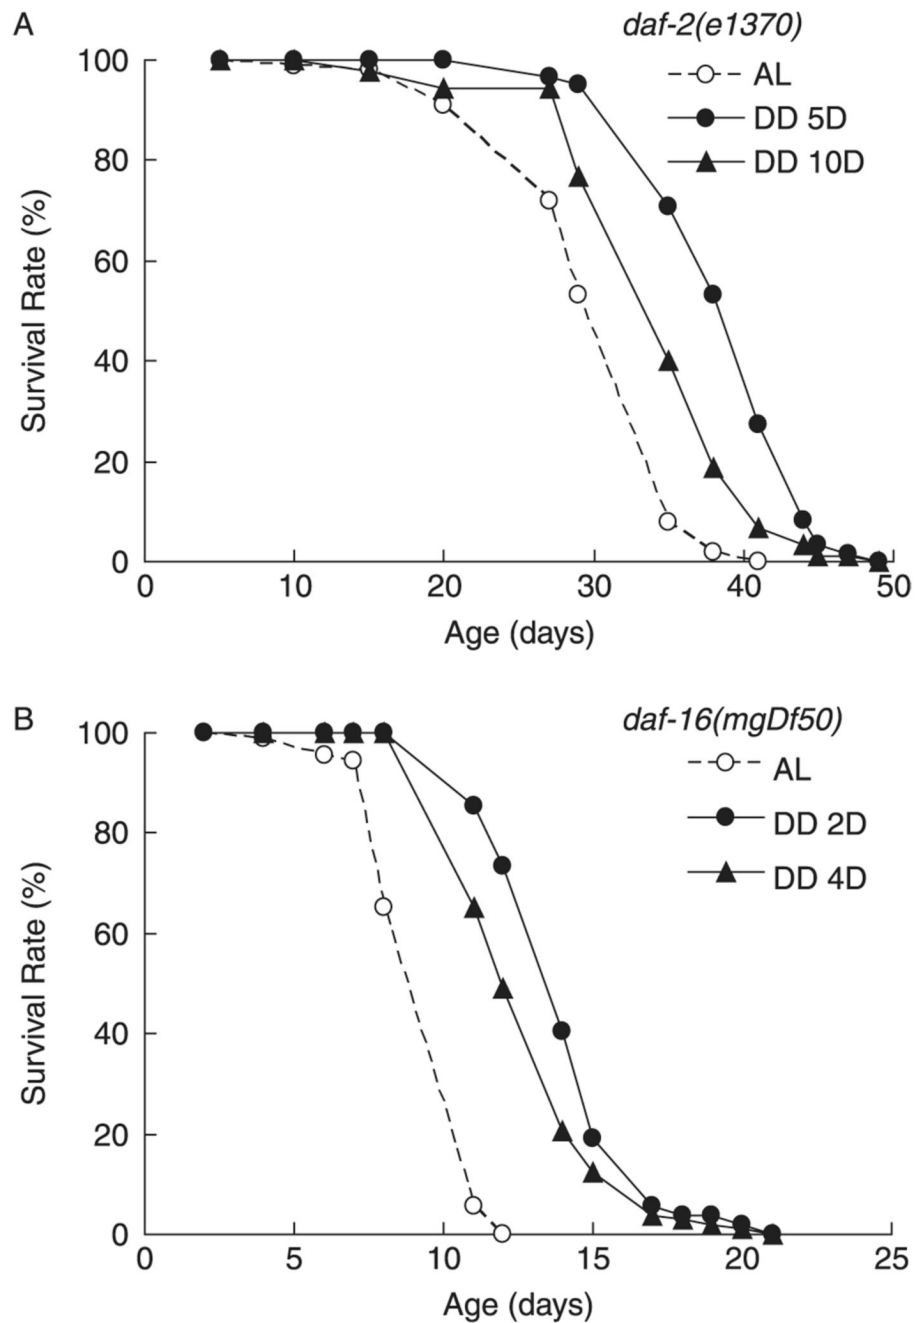 A
daf-2(e1370)
AL
DD 5D
DD 10D
Survival Rate (%)
100
80
60
40
20
0
0 10 20 30 40 50
Age (days)
B
daf-16(mgDf50)
AL
DD 2D
DD 4D
Survival Rate (%)
100
80
60
40
20
0
0 5 10 15 20 25
Age (days)